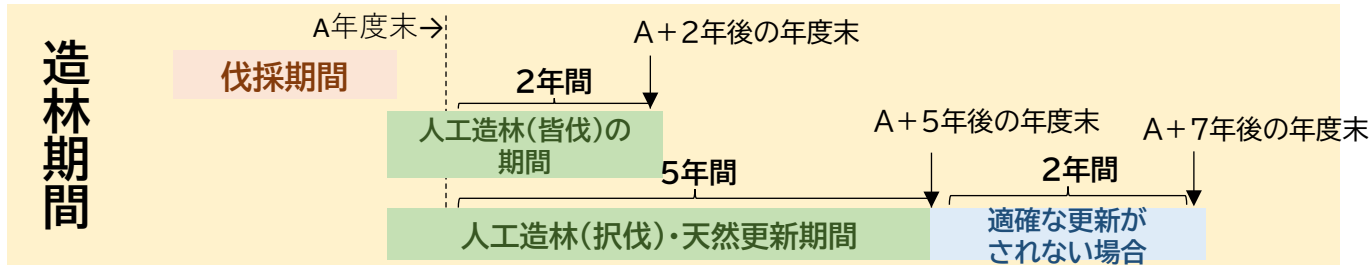 造林期間
A年度末→
A+2年後の年度末
伐採期間
2年間
人工造林(皆伐)の
期間
A+5年後の年度末
A+7年後の年度末
5年間
2年間
人工造林(択伐)・天然更新期間
適確な更新が
されない場合